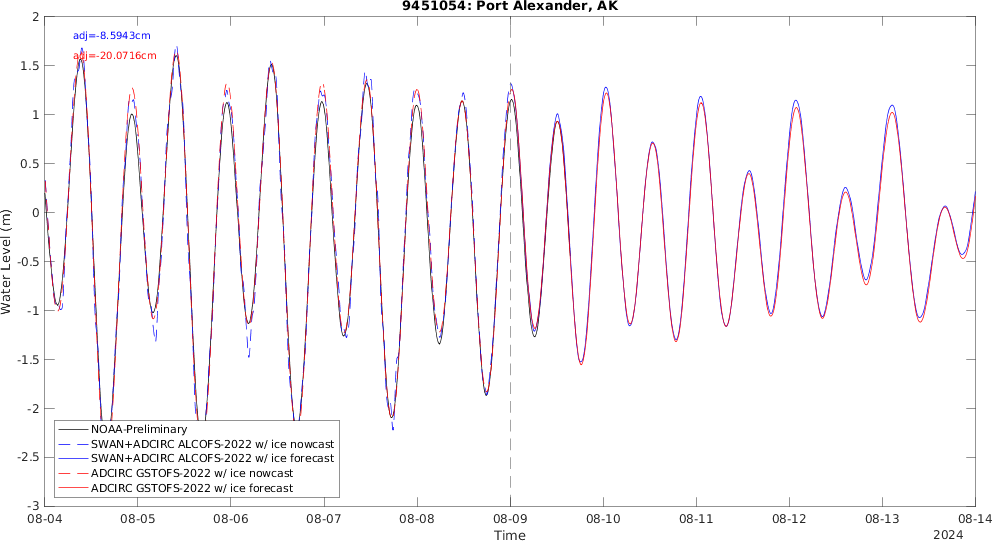 9451054: Port Alexander, AK
adj=-8.5943cm
adj=-20.0716cm
Water Level (m)
2
1.5
1
0.5
0
-0.5
-1
-1.5
-2
-2.5
-3
NOAA-Preliminary
SWAN+ADCIRC ALCOFS-2022 w/ ice nowcast
SWAN+ADCIRC ALCOFS-2022 w/ ice forecast
ADCIRC GSTOFS-2022 w/ ice nowcast
ADCIRC GSTOFS-2022 w/ ice forecast
08-04 08-05 08-06 08-07 08-08 08-09 08-10 08-11 08-12 08-13 08-14
Time
2024